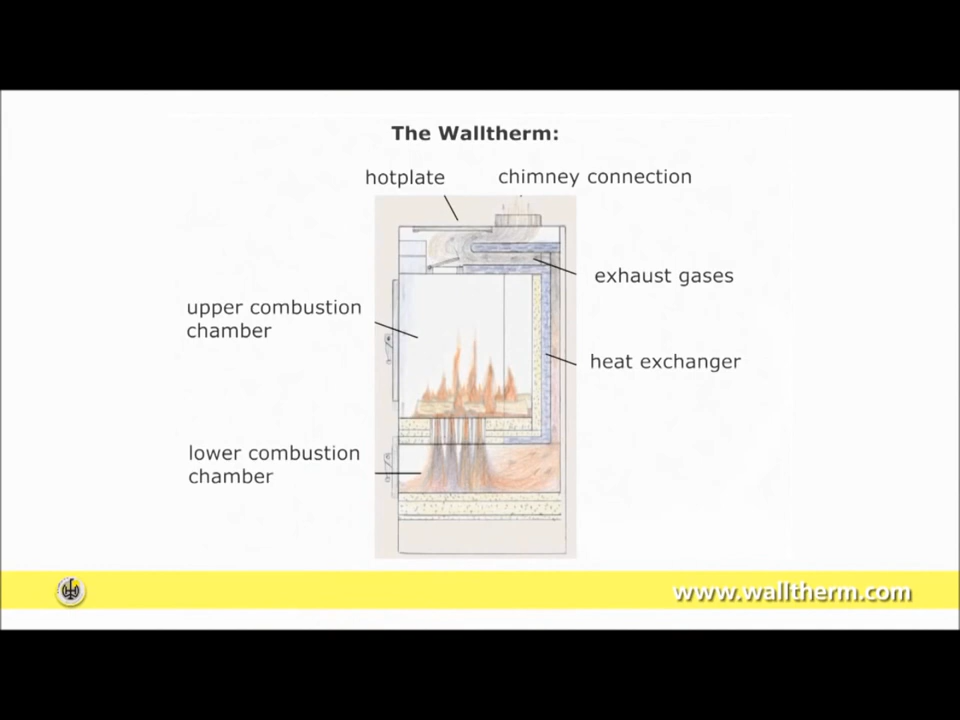 The Walltherm:
hotplate
chimney connection
exhaust gases
upper combustion
chamber
heat exchanger
lower combustion
chamber
www.walltherm.com